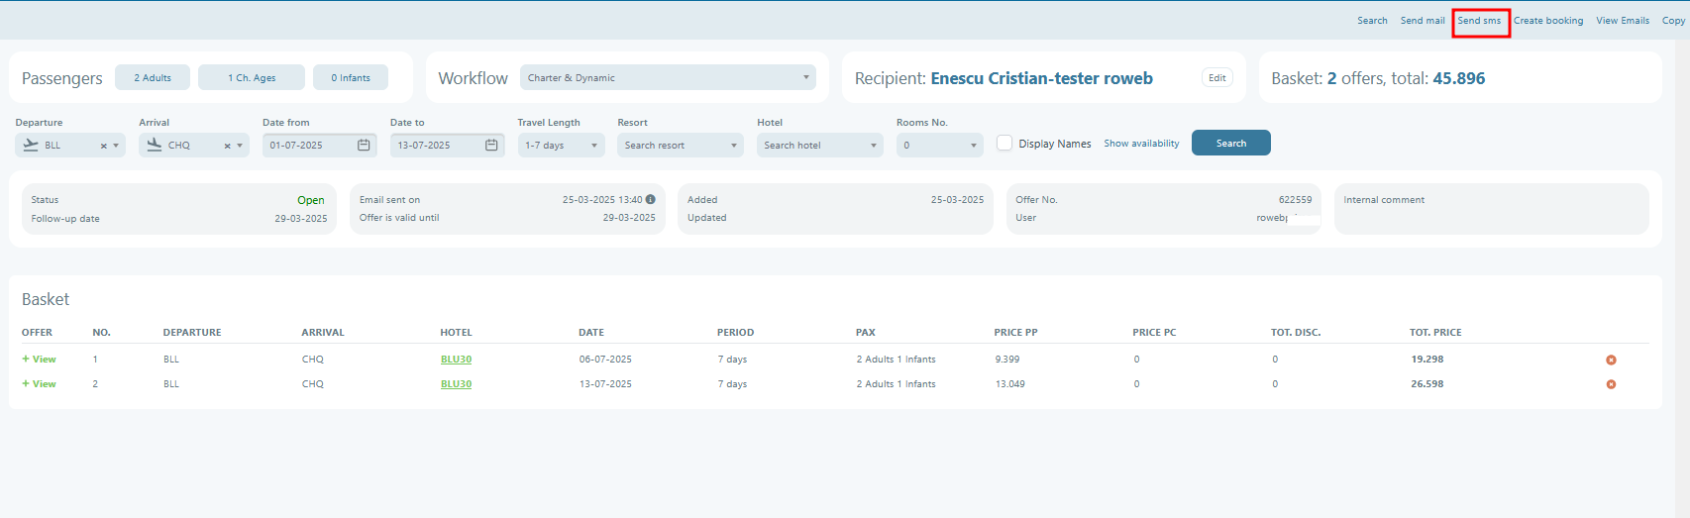 Search Send mail Send sms Create booking View Emails Copy
Passengers 2 Adults 1 Ch. Ages 0 Infants Workflow Charter & Dynamic Recipient: Enescu Cristian-tester roweb Edit Basket: 2 offers, total: 45.896
Departure Arrival Date from Date to Travel Length Resort Hotel Rooms No.
BLL CHQ 01-07-2025 13-07-2025 1-7 days Search resort Search hotel 0 Display Names Show availability Search
Status Open Email sent on 25-03-2025 13:40 Added 25-03-2025 Offer No. 622559 Internal comment
Follow-up date 29-03-2025 Offer is valid until 29-03-2025 Updated User
Basket
OFFER NO. DEPARTURE ARRIVAL HOTEL DATE PERIOD PAX PRICE PP PRICE PC TOT. DISC. TOT. PRICE
+ View 1 BLL CHQ BLU30 06-07-2025 7 days 2 Adults 1 Infants 9.399 0 0 19.298
+ View 2 BLL CHQ BLU30 13-07-2025 7 days 2 Adults 1 Infants 13.049 0 0 26.598